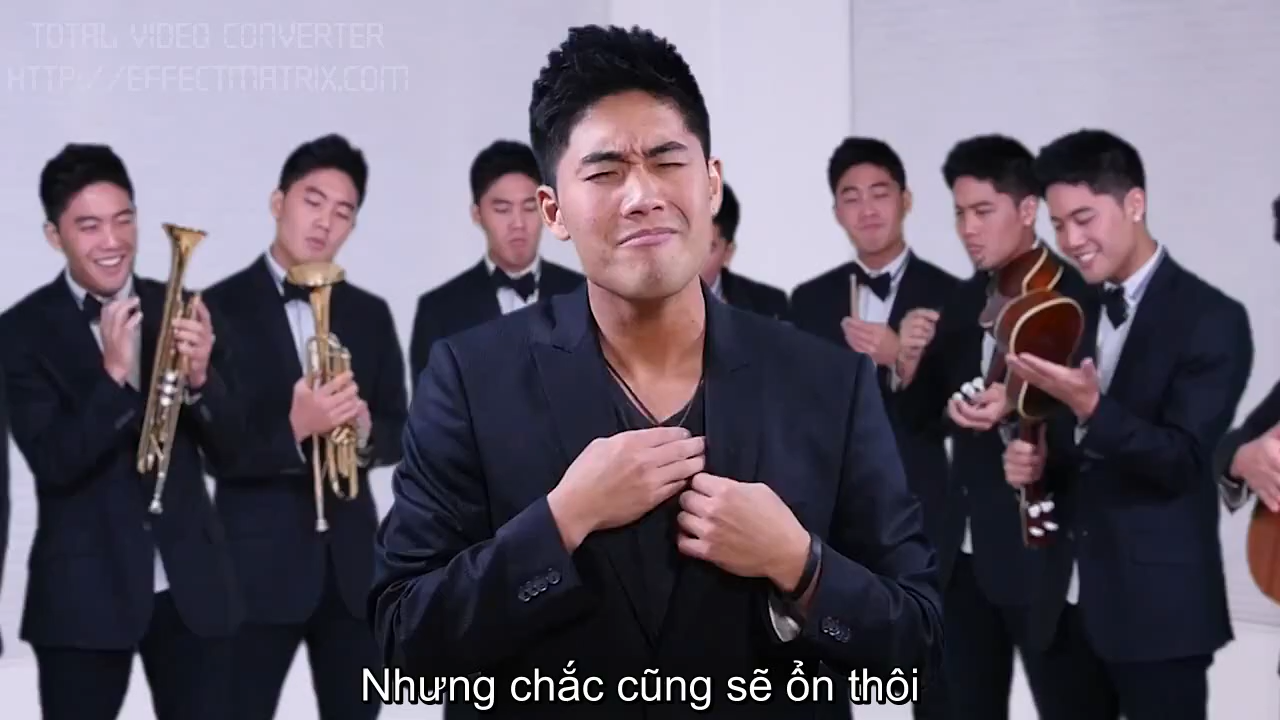 TOTAL VIDEO CONVERTER
HTTP://EFFECTMATRIX.COM
Nhưng chắc cũng sẽ ổn thôi